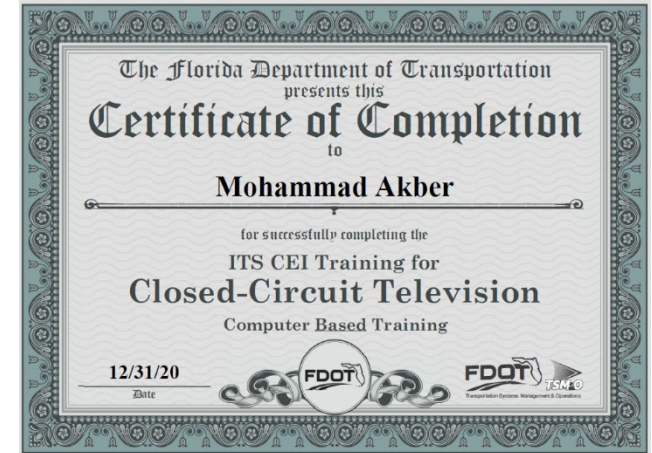 The Florida Department of Transportation
presents this
Certificate of Completion
to
Mohammad Akber
for successfully completing the
ITS CEI Training for
Closed-Circuit Television
Computer Based Training
12/31/20
Date
FDOT
FDOT
TSM&O
Transportation Systems Management & Operations